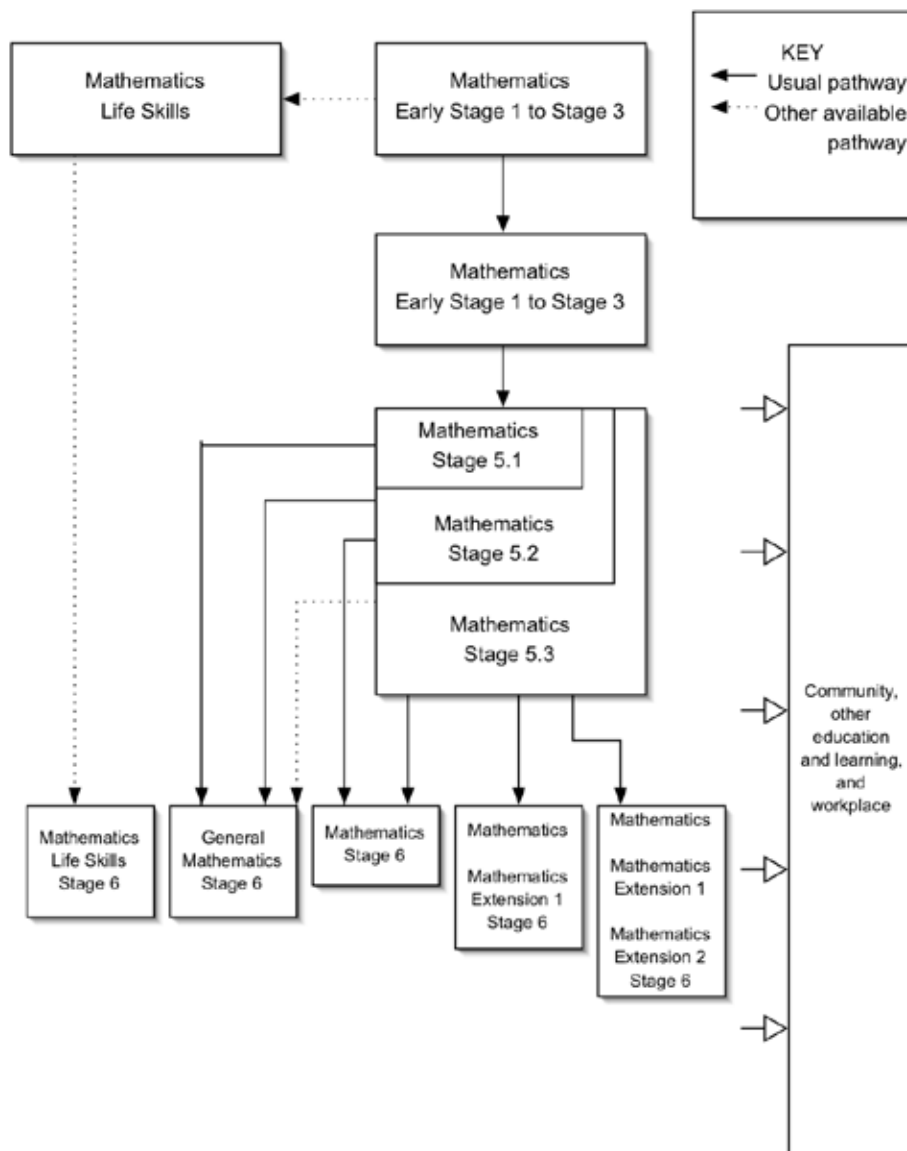 Mathematics
Life Skills
Mathematics
Early Stage 1 to Stage 3
KEY
Usual pathway
Other available
pathway
Mathematics
Early Stage 1 to Stage 3
Mathematics
Stage 5.1
Mathematics
Stage 5.2
Mathematics
Stage 5.3
Community,
other
education
and learning,
and
workplace
Mathematics
Life Skills
Stage 6
General
Mathematics
Stage 6
Mathematics
Stage 6
Mathematics
Mathematics
Extension 1
Stage 6
Mathematics
Mathematics
Extension 1
Mathematics
Extension 2
Stage 6